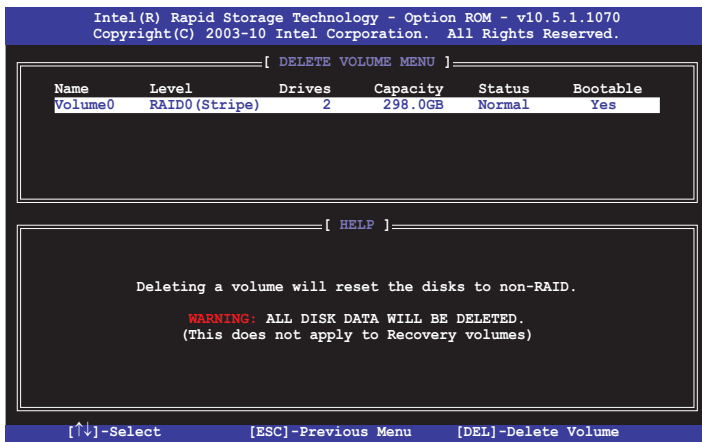 Intel(R) Rapid Storage Technology - Option ROM - v10.5.1.1070
Copyright(C) 2003-10 Intel Corporation. All Rights Reserved.
[ DELETE VOLUME MENU ]
Name Level Drives Capacity Status Bootable
Volume0 RAID0(Stripe) 2 298.0GB Normal Yes
[ HELP ]
Deleting a volume will reset the disks to non-RAID.
WARNING: ALL DISK DATA WILL BE DELETED.
(This does not apply to Recovery volumes)
[↑↓]-Select [ESC]-Previous Menu [DEL]-Delete Volume